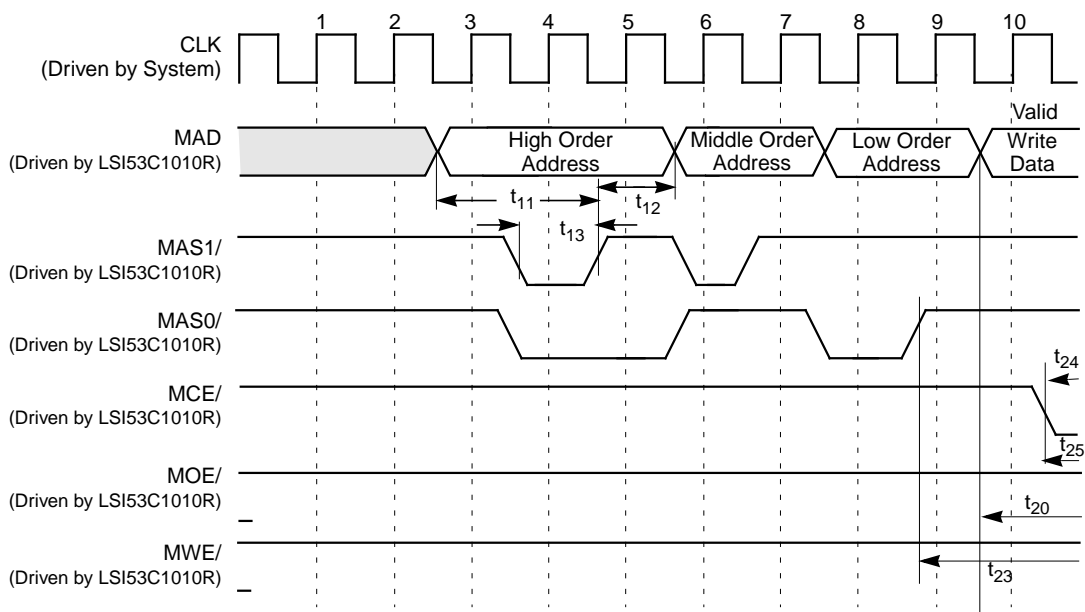 1 2 3 4 5 6 7 8 9 10
CLK
(Driven by System)
Valid
MAD
(Driven by LSI53C1010R)
High Order
Address
Middle Order
Address
Low Order
Address
Write
Data
t11
t12
t13
MAS1/
(Driven by LSI53C1010R)
MAS0/
(Driven by LSI53C1010R)
t24
MCE/
(Driven by LSI53C1010R)
t25
MOE/
(Driven by LSI53C1010R)
t20
MWE/
(Driven by LSI53C1010R)
t23